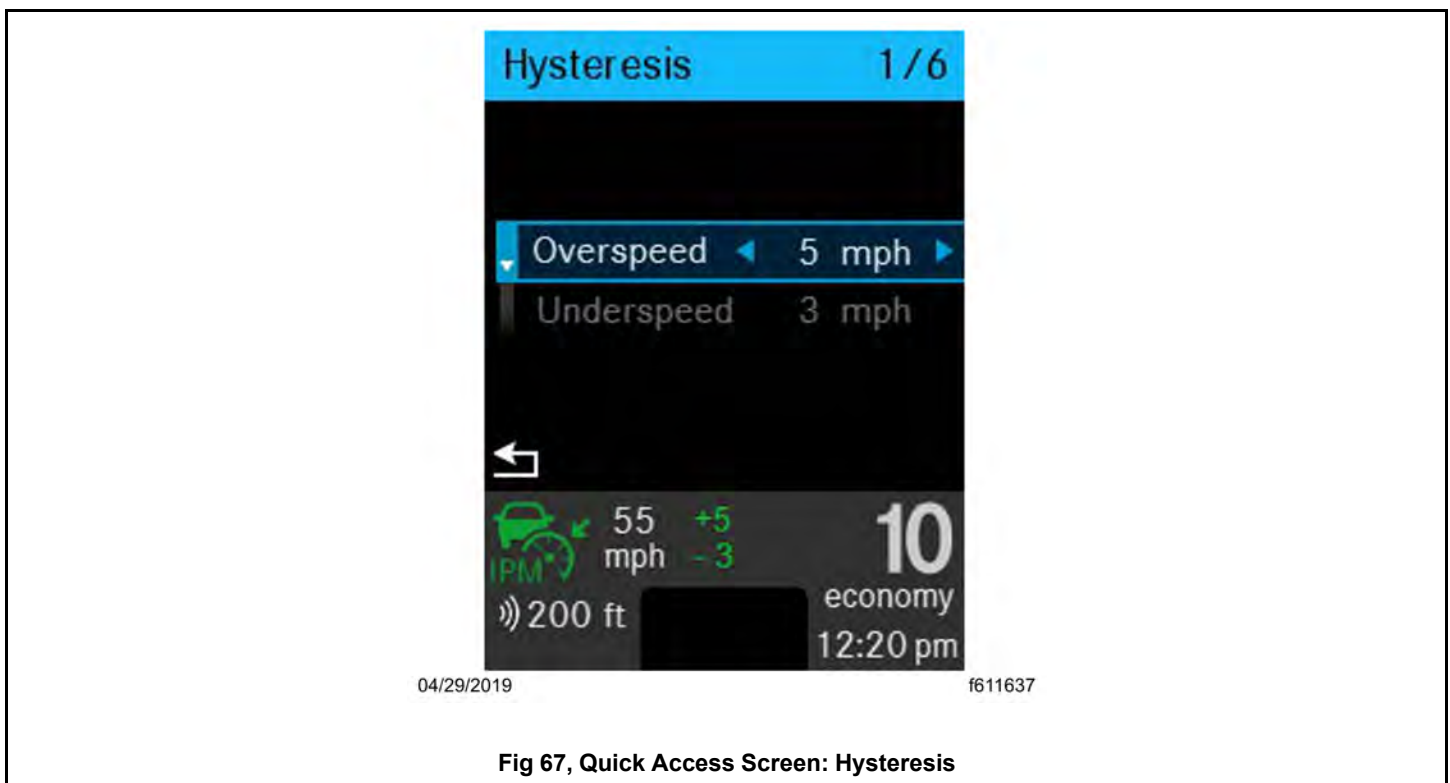 Hysteresis 1/6
Overspeed 5 mph
Underspeed 3 mph
55 +5
mph - 3
IPM
10
economy
200 ft
12:20 pm
04/29/2019 f611637
Fig 67, Quick Access Screen: Hysteresis